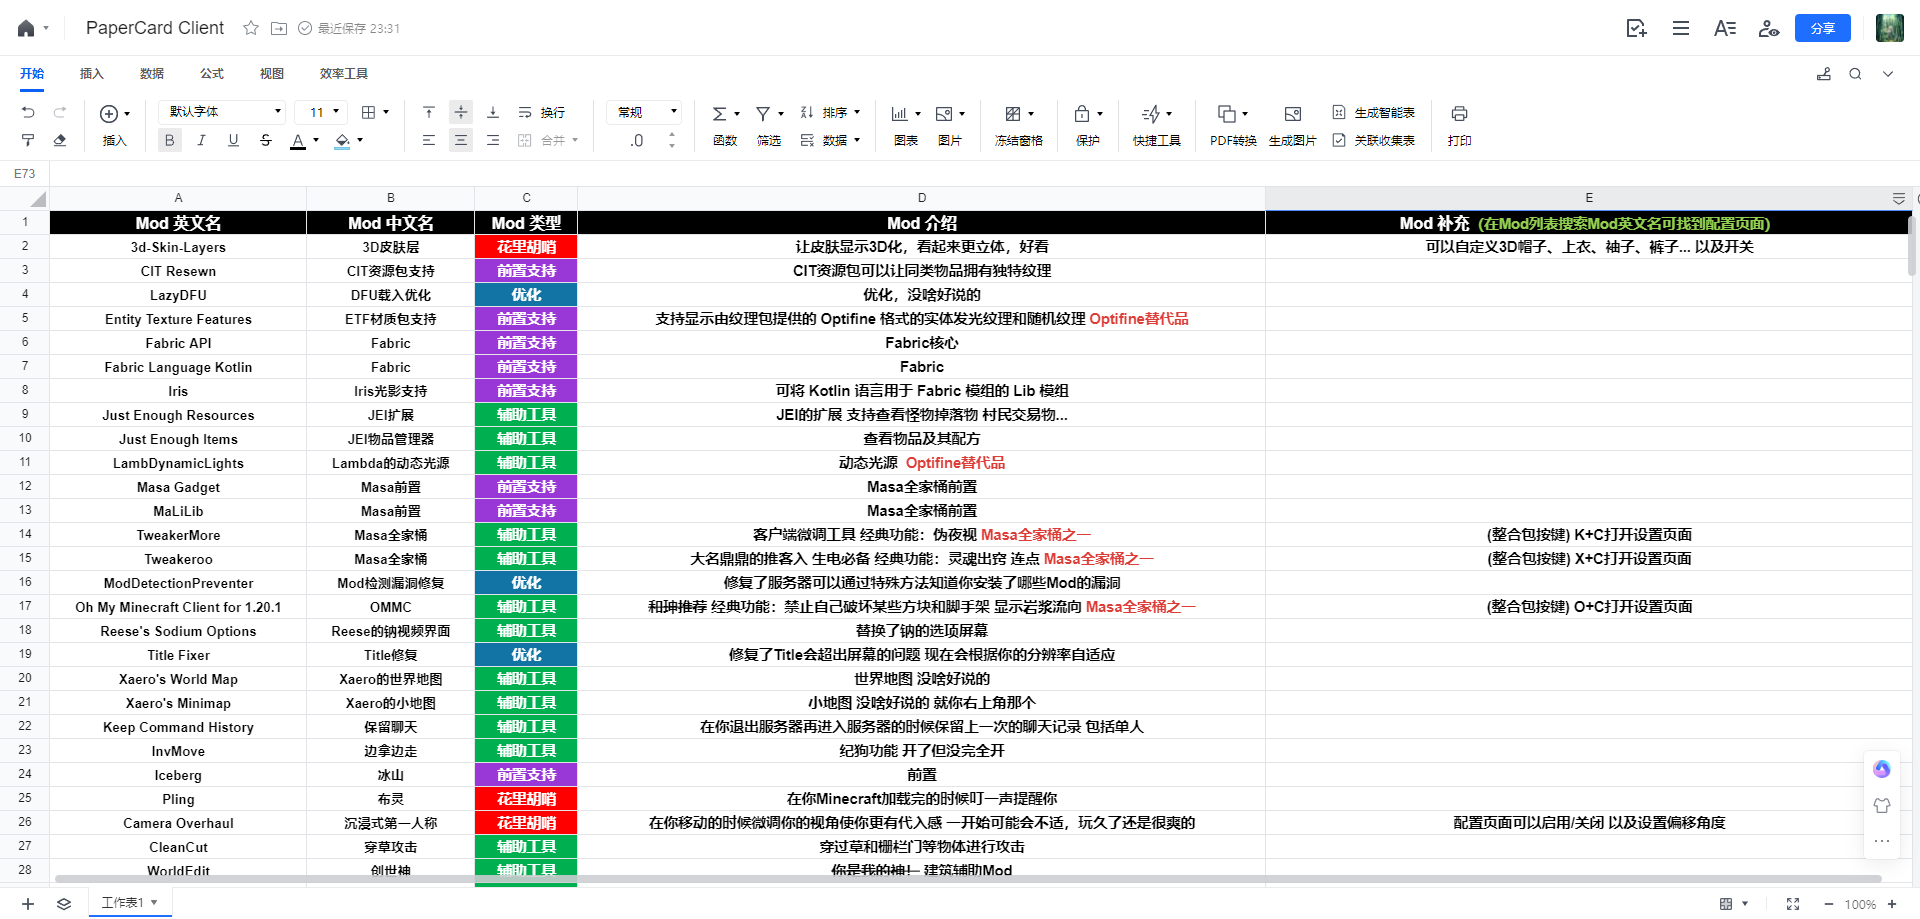 PaperCard Client 最近保存 23:31 分享
开始 插入 数据 公式 视图 效率工具
默认字体 11 换行 常规 排序 生成智能表
插入 B I U S A 合并 .0 函数 筛选 数据 图表 图片 冻结窗格 保护 快捷工具 PDF转换 生成图片 关联收集表 打印
E73
A B C D E
1 Mod 英文名 Mod 中文名 Mod 类型 Mod 介绍 Mod 补充 (在Mod列表搜索Mod英文名可找到配置页面)
2 3d-Skin-Layers 3D皮肤层 花里胡哨 让皮肤显示3D化，看起来更立体，好看 可以自定义3D帽子、上衣、袖子、裤子... 以及开关
3 CIT Resewn CIT资源包支持 前置支持 CIT资源包可以让同类物品拥有独特纹理
4 LazyDFU DFU载入优化 优化 优化，没啥好说的
5 Entity Texture Features ETF材质包支持 前置支持 支持显示由纹理包提供的 Optifine 格式的实体发光纹理和随机纹理 Optifine替代品
6 Fabric API Fabric 前置支持 Fabric核心
7 Fabric Language Kotlin Fabric 前置支持 Fabric
8 Iris Iris光影支持 前置支持 可将 Kotlin 语言用于 Fabric 模组的 Lib 模组
9 Just Enough Resources JEI扩展 辅助工具 JEI的扩展 支持查看怪物掉落物 村民交易物...
10 Just Enough Items JEI物品管理器 辅助工具 查看物品及其配方
11 LambDynamicLights Lambda的动态光源 辅助工具 动态光源 Optifine替代品
12 Masa Gadget Masa前置 前置支持 Masa全家桶前置
13 MaLiLib Masa前置 前置支持 Masa全家桶前置
14 TweakerMore Masa全家桶 辅助工具 客户端微调工具 经典功能：伪夜视 Masa全家桶之一 (整合包按键) K+C打开设置页面
15 Tweakeroo Masa全家桶 辅助工具 大名鼎鼎的推客入 生电必备 经典功能：灵魂出窍 连点 Masa全家桶之一 (整合包按键) X+C打开设置页面
16 ModDetectionPreventer Mod检测漏洞修复 优化 修复了服务器可以通过特殊方法知道你安装了哪些Mod的漏洞
17 Oh My Minecraft Client for 1.20.1 OMMC 辅助工具 和珅推荐 经典功能：禁止自己破坏某些方块和脚手架 显示岩浆流向 Masa全家桶之一 (整合包按键) O+C打开设置页面
18 Reese's Sodium Options Reese的钠视频界面 辅助工具 替换了钠的选项屏幕
19 Title Fixer Title修复 优化 修复了Title会超出屏幕的问题 现在会根据你的分辨率自适应
20 Xaero's World Map Xaero的世界地图 辅助工具 世界地图 没啥好说的
21 Xaero's Minimap Xaero的小地图 辅助工具 小地图 没啥好说的 就你右上角那个
22 Keep Command History 保留聊天 辅助工具 在你退出服务器再进入服务器的时候保留上一次的聊天记录 包括单人
23 InvMove 边拿边走 辅助工具 纪狗功能 开了但没完全开
24 Iceberg 冰山 前置支持 前置
25 Pling 布灵 花里胡哨 在你Minecraft加载完的时候叮一声提醒你
26 Camera Overhaul 沉浸式第一人称 花里胡哨 在你移动的时候微调你的视角使你更有代入感 一开始可能会不适，玩久了还是很爽的 配置页面可以启用/关闭 以及设置偏移角度
27 CleanCut 穿草攻击 辅助工具 穿过草和栅栏门等物体进行攻击
28 WorldEdit 创世神 辅助工具 你是我的神！ 建筑辅助Mod
工作表1 100%